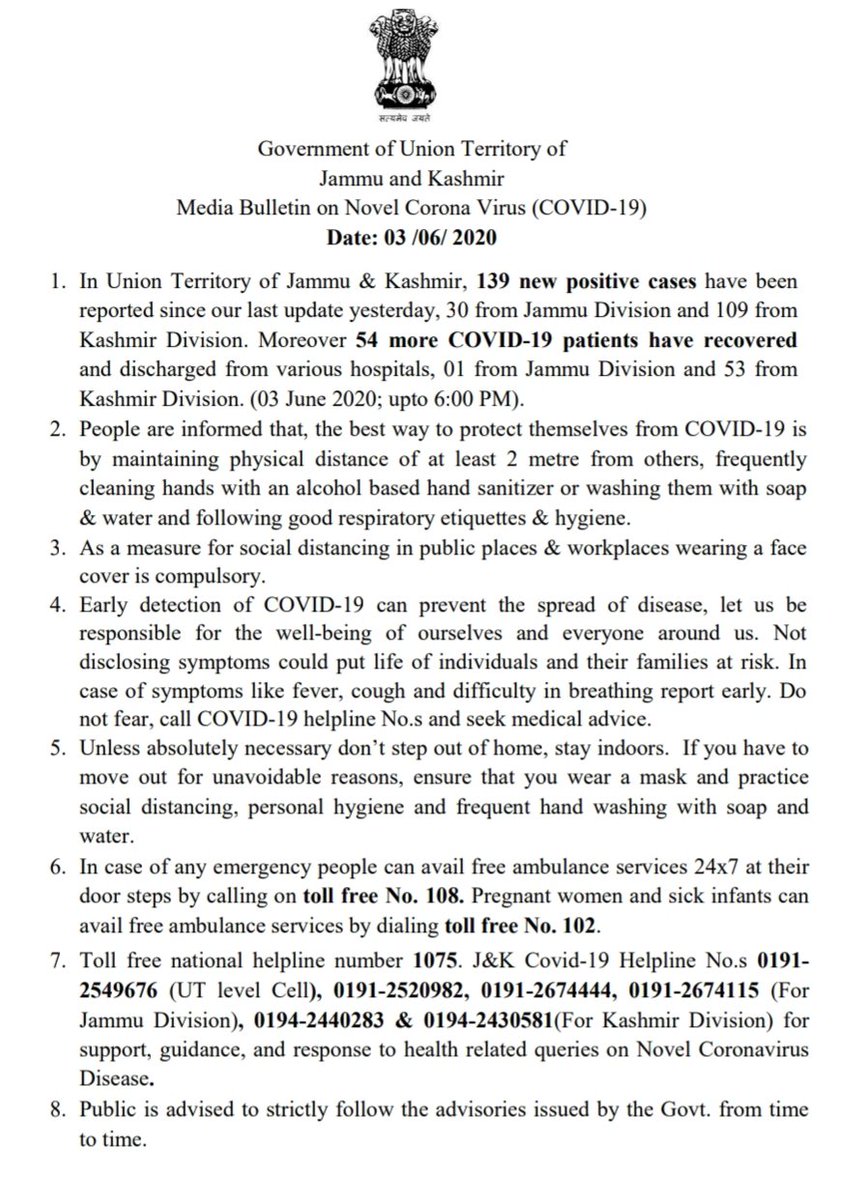 सत्यमेव जयते
Government of Union Territory of
Jammu and Kashmir
Media Bulletin on Novel Corona Virus (COVID-19)
Date: 03 /06/ 2020
1. In Union Territory of Jammu & Kashmir, 139 new positive cases have been
reported since our last update yesterday, 30 from Jammu Division and 109 from
Kashmir Division. Moreover 54 more COVID-19 patients have recovered
and discharged from various hospitals, 01 from Jammu Division and 53 from
Kashmir Division. (03 June 2020; upto 6:00 PM).
2. People are informed that, the best way to protect themselves from COVID-19 is
by maintaining physical distance of at least 2 metre from others, frequently
cleaning hands with an alcohol based hand sanitizer or washing them with soap
& water and following good respiratory etiquettes & hygiene.
3. As a measure for social distancing in public places & workplaces wearing a face
cover is compulsory.
4. Early detection of COVID-19 can prevent the spread of disease, let us be
responsible for the well-being of ourselves and everyone around us. Not
disclosing symptoms could put life of individuals and their families at risk. In
case of symptoms like fever, cough and difficulty in breathing report early. Do
not fear, call COVID-19 helpline No.s and seek medical advice.
5. Unless absolutely necessary don’t step out of home, stay indoors. If you have to
move out for unavoidable reasons, ensure that you wear a mask and practice
social distancing, personal hygiene and frequent hand washing with soap and
water.
6. In case of any emergency people can avail free ambulance services 24x7 at their
door steps by calling on toll free No. 108. Pregnant women and sick infants can
avail free ambulance services by dialing toll free No. 102.
7. Toll free national helpline number 1075. J&K Covid-19 Helpline No.s 0191-
2549676 (UT level Cell), 0191-2520982, 0191-2674444, 0191-2674115 (For
Jammu Division), 0194-2440283 & 0194-2430581(For Kashmir Division) for
support, guidance, and response to health related queries on Novel Coronavirus
Disease.
8. Public is advised to strictly follow the advisories issued by the Govt. from time
to time.